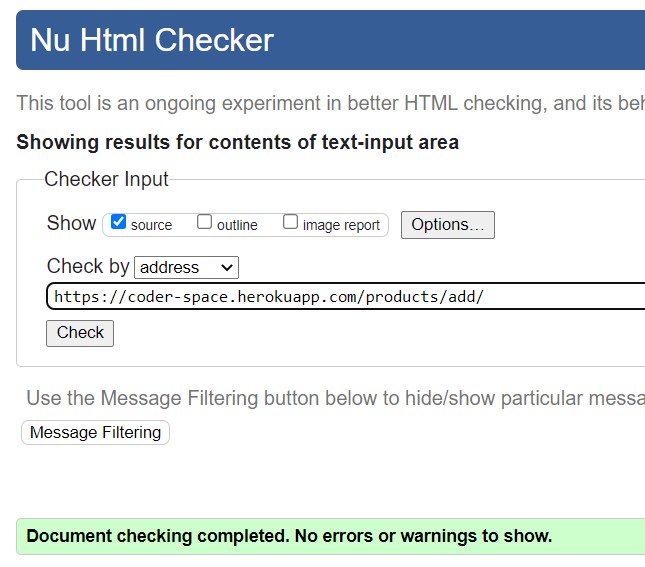 Nu Html Checker
This tool is an ongoing experiment in better HTML checking, and its beh
Showing results for contents of text-input area
Checker Input
Show source outline image report Options...
Check by address
https://coder-space.herokuapp.com/products/add/
Check
Use the Message Filtering button below to hide/show particular messa
Message Filtering
Document checking completed. No errors or warnings to show.